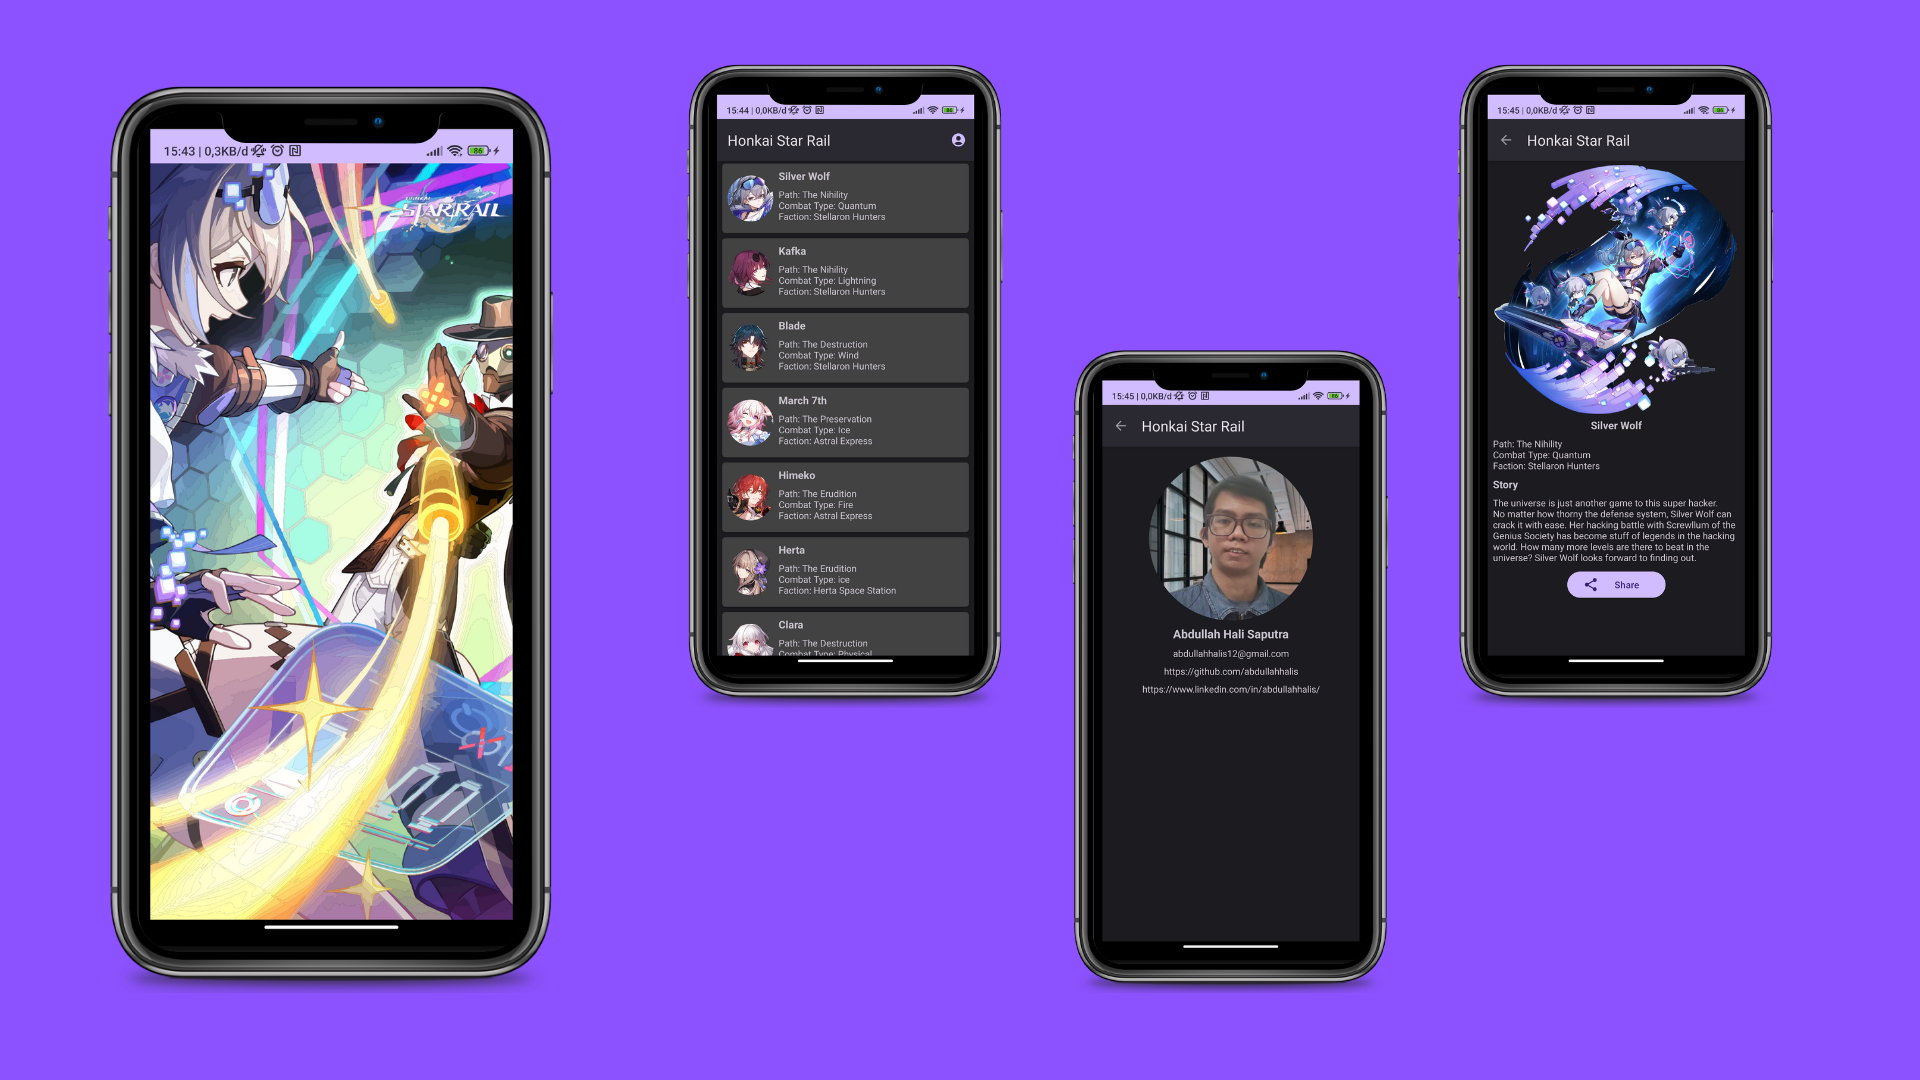 15:43 | 0,3KB/d
86
HONKAI
STAR RAIL
15:44 | 0,0KB/d
86
Honkai Star Rail
Silver Wolf
Path: The Nihility
Combat Type: Quantum
Faction: Stellaron Hunters
Kafka
Path: The Nihility
Combat Type: Lightning
Faction: Stellaron Hunters
Blade
Path: The Destruction
Combat Type: Wind
Faction: Stellaron Hunters
March 7th
Path: The Preservation
Combat Type: Ice
Faction: Astral Express
Himeko
Path: The Erudition
Combat Type: Fire
Faction: Astral Express
Herta
Path: The Erudition
Combat Type: ice
Faction: Herta Space Station
Clara
Path: The Destruction
Combat Type: Physical
15:45 | 0,0KB/d
86
Honkai Star Rail
Abdullah Hali Saputra
abdullahhalis12@gmail.com
https://github.com/abdullahhalis
https://www.linkedin.com/in/abdullahhalis/
15:45 | 0,0KB/d
86
Honkai Star Rail
Silver Wolf
Path: The Nihility
Combat Type: Quantum
Faction: Stellaron Hunters
Story
The universe is just another game to this super hacker.
No matter how thorny the defense system, Silver Wolf can
crack it with ease. Her hacking battle with Screwllum of the
Genius Society has become stuff of legends in the hacking
world. How many more levels are there to beat in the
universe? Silver Wolf looks forward to finding out.
Share